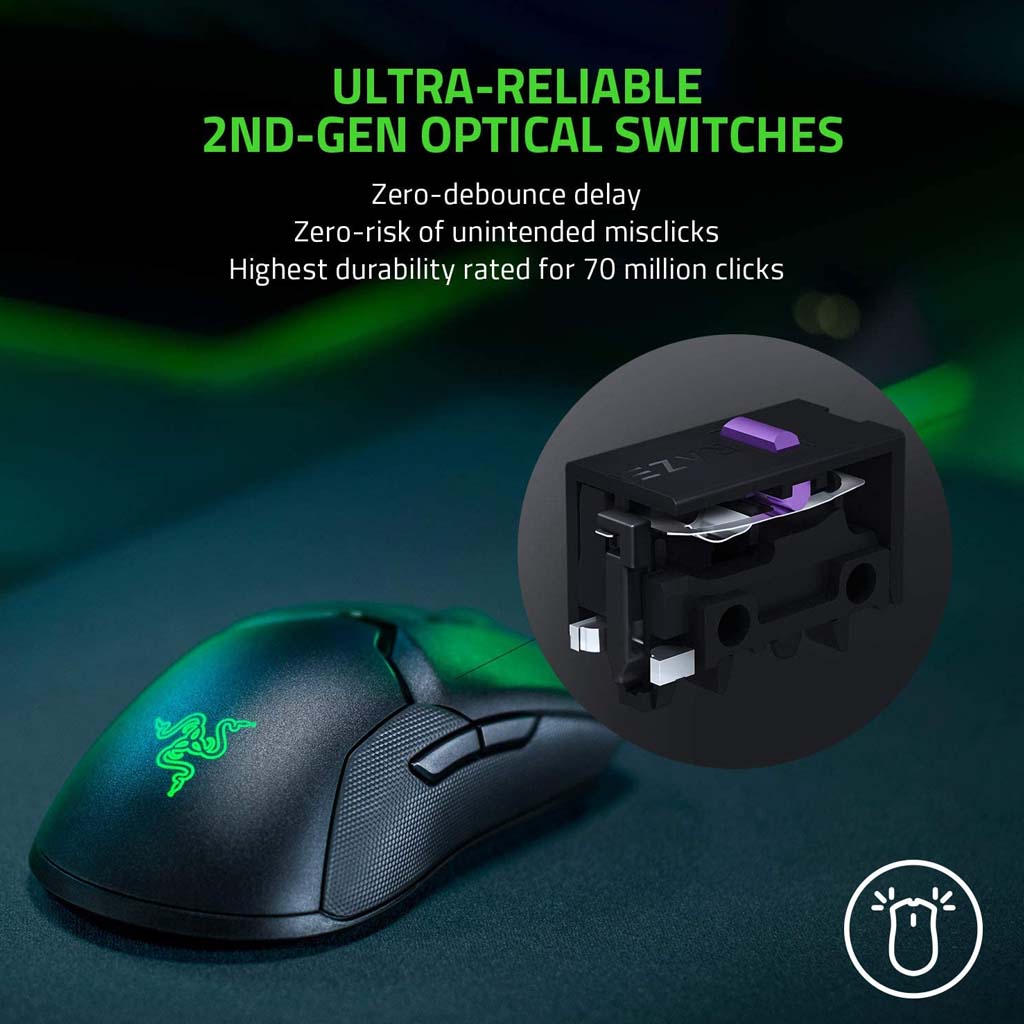 ULTRA-RELIABLE
2ND-GEN OPTICAL SWITCHES
Zero-debounce delay
Zero-risk of unintended misclicks
Highest durability rated for 70 million clicks